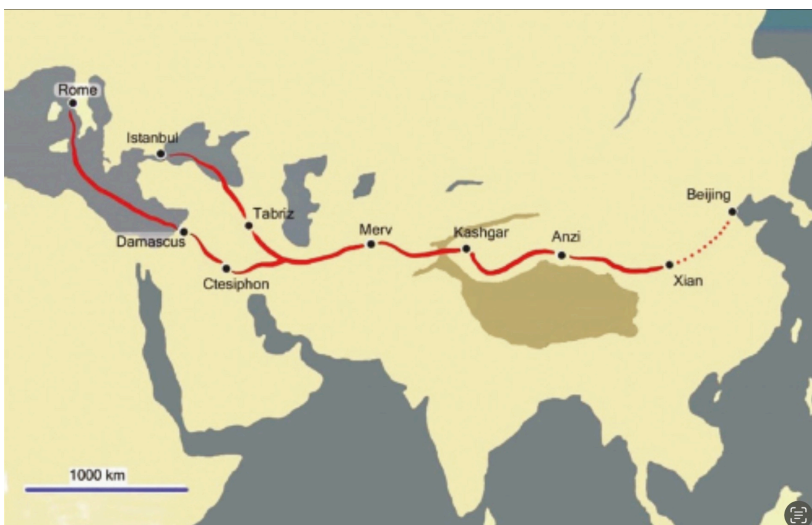 Rome
Istanbul
Beijing
Tabriz
Merv
Kashgar
Anzi
Damascus
Ctesiphon
Xian
1000 km